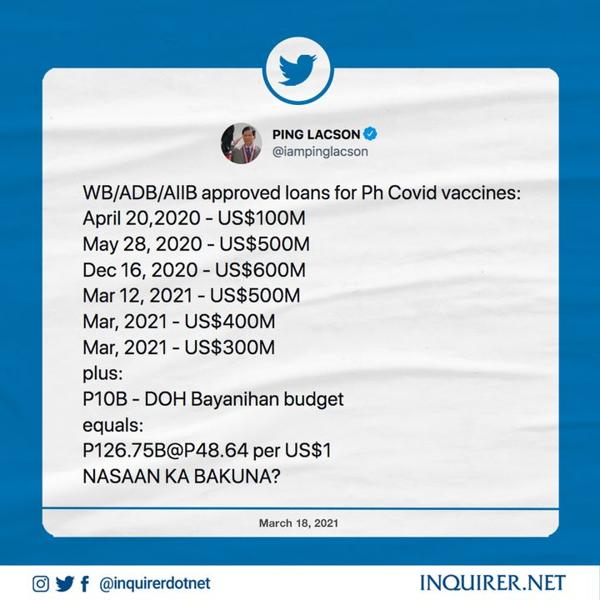 PING LACSON
@iampinglacson
WB/ADB/AIIB approved loans for Ph Covid vaccines:
April 20,2020 - US$100M
May 28, 2020 - US$500M
Dec 16, 2020 - US$600M
Mar 12, 2021 - US$500M
Mar, 2021 - US$400M
Mar, 2021 - US$300M
plus:
P10B - DOH Bayanihan budget
equals:
P126.75B@P48.64 per US$1
NASAAN KA BAKUNA?
March 18, 2021
@inquirerdotnet
INQUIRER.NET